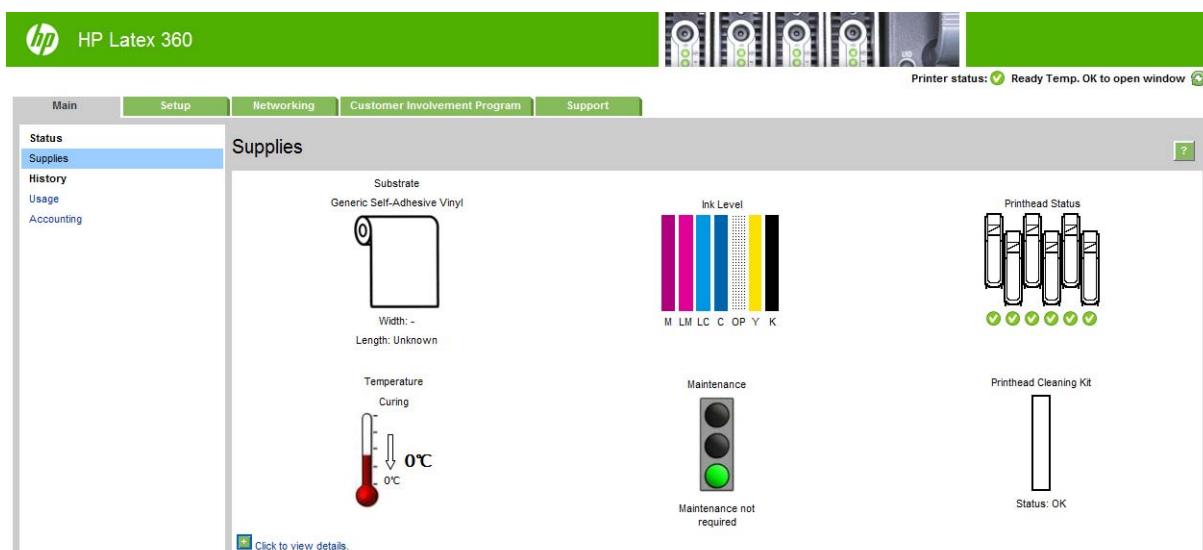 hp
HP Latex 360
Printer status: Ready Temp. OK to open window
Main Setup Networking Customer Involvement Program Support
Status
Supplies
History
Usage
Accounting
Supplies
?
Substrate
Generic Self-Adhesive Vinyl
Width: -
Length: Unknown
Ink Level
M LM LC C OP Y K
Printhead Status
Temperature
Curing
0℃
0℃
Maintenance
Maintenance not
required
Printhead Cleaning Kit
Status: OK
+ Click to view details.